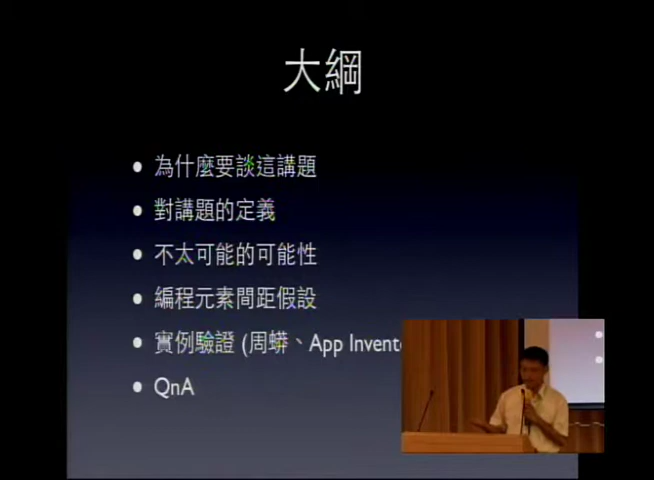 大綱
為什麼要談這講題
對講題的定義
不太可能的可能性
編程元素間距假設
實例驗證 (周蟒、App Invent
QnA